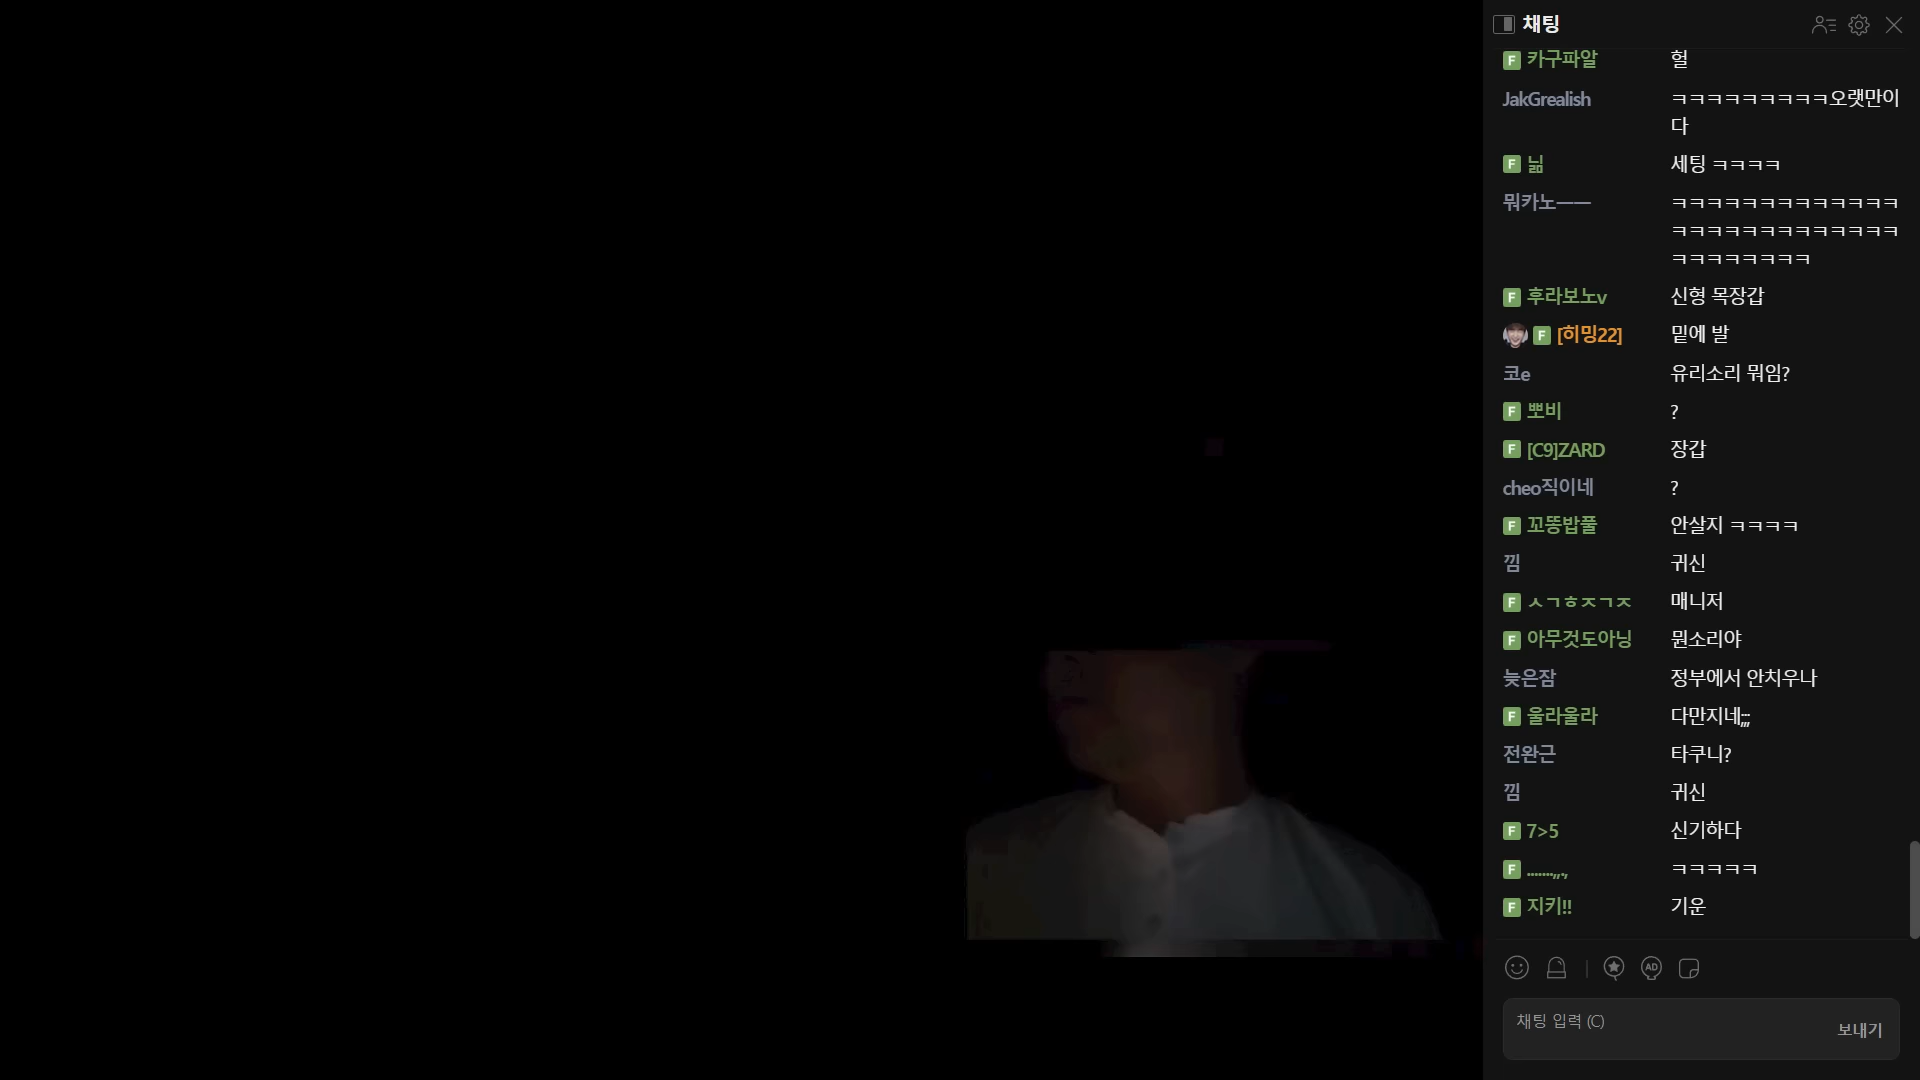 채팅
F 카구파알 헐
JakGrealish ㅋㅋㅋㅋㅋㅋㅋㅋㅋ오랫만이
다
F 닒 세팅 ㅋㅋㅋㅋ
뭐카노ㅡㅡ ㅋㅋㅋㅋㅋㅋㅋㅋㅋㅋㅋㅋㅋ
ㅋㅋㅋㅋㅋㅋㅋㅋㅋㅋㅋㅋㅋ
ㅋㅋㅋㅋㅋㅋㅋㅋ
F 후라보노v 신형 목장갑
F [히밍22] 밑에 발
코e 유리소리 뭐임?
F 뽀비 ?
F [C9]ZARD 장갑
cheo직이네 ?
F 꼬똥밥풀 안살지 ㅋㅋㅋㅋ
낌 귀신
F ㅅㄱㅎㅈㄱㅈ 매니저
F 아무것도아닝 뭔소리야
늦은잠 정부에서 안치우나
F 울라울라 다만지네;;;
전완근 타쿠니?
낌 귀신
F 7>5 신기하다
F .......,,.,, ㅋㅋㅋㅋㅋ
F 지키!! 기운
AD
채팅 입력 (C)
보내기